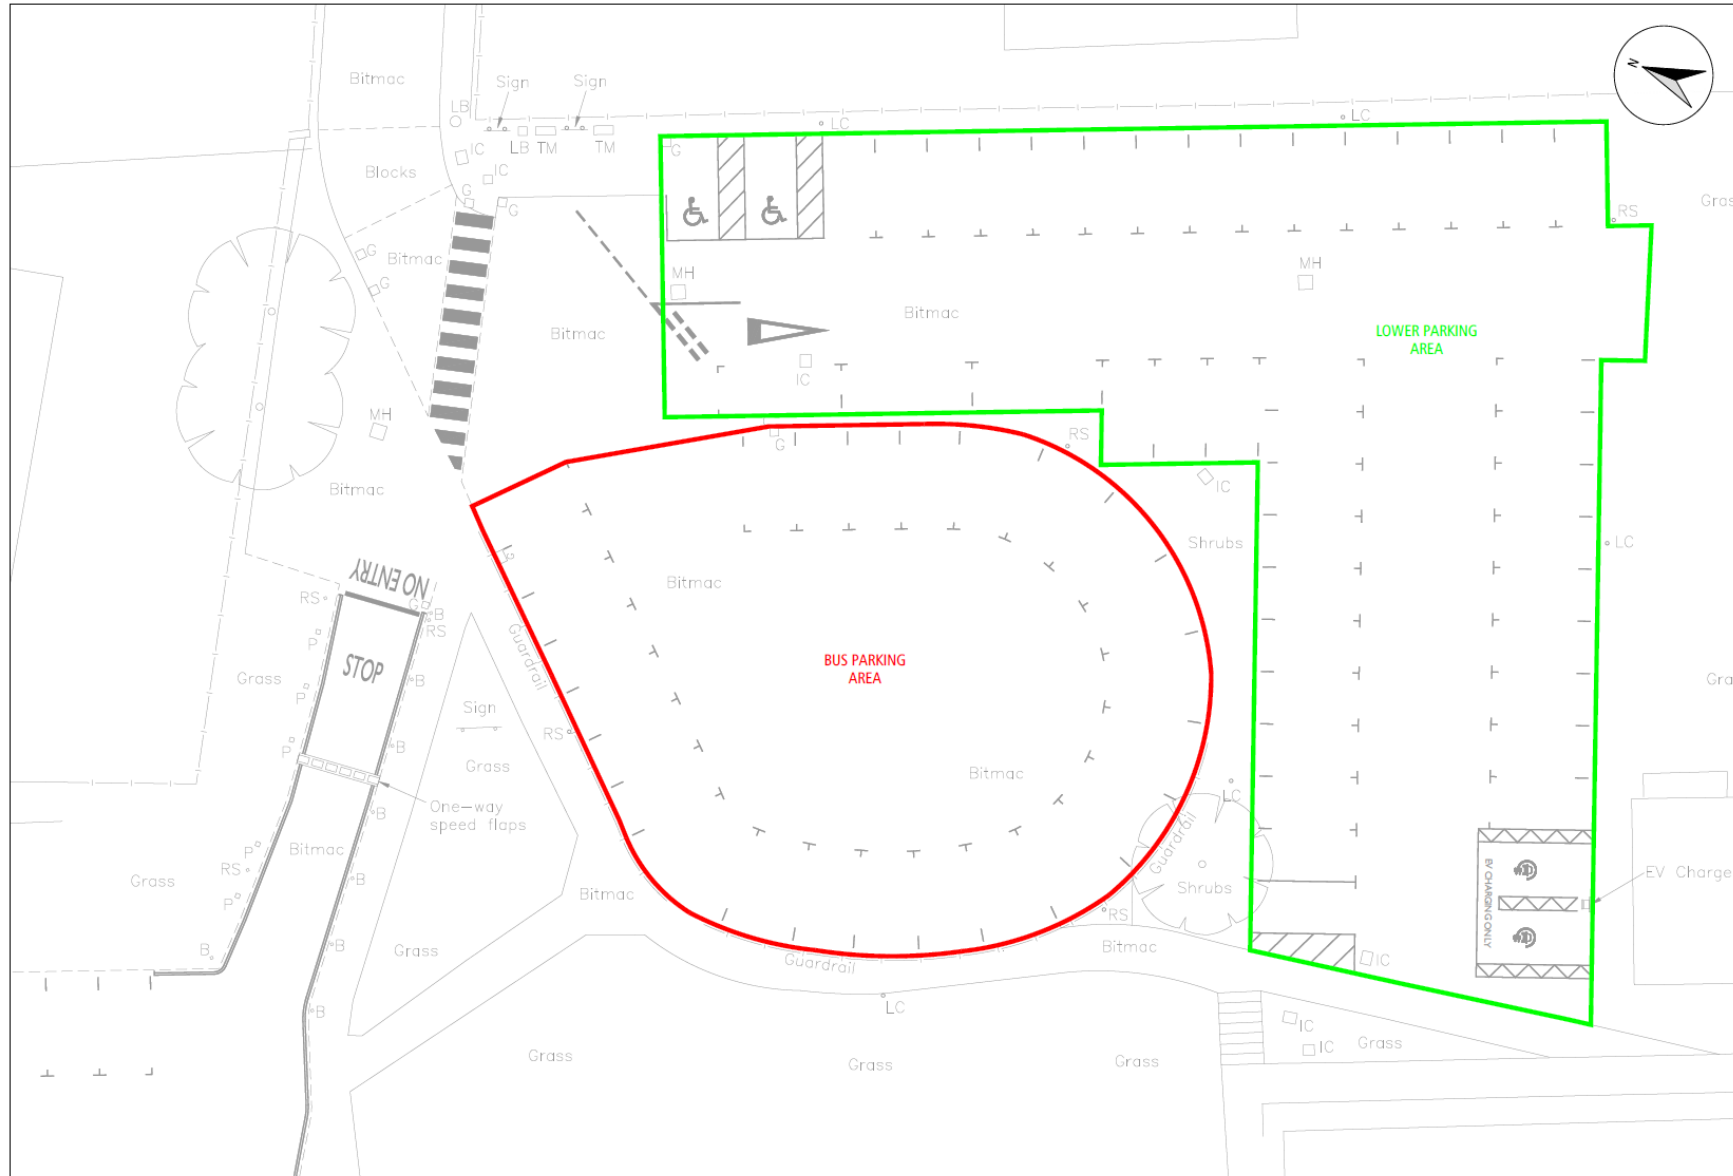 Bitmac
Sign
Sign
N
LB
LC
LC
IC
LB
TM
TM
G
Blocks
IC
G
G
Grass
RS
G
Bitmac
MH
MH
G
Bitmac
Bitmac
LOWER PARKING
AREA
IC
MH
G
RS
Bitmac
IC
Shrubs
LC
G
NO ENTRY
Bitmac
RS
G
B
RS
P
Guardrail
STOP
BUS PARKING
AREA
Grass
B
Gra
P
Sign
RS
P
B
Grass
Bitmac
LC
One-way
speed flaps
B
Bitmac
P
Guardrail
RS
B
Grass
EV CHARGING ONLY
EV Charge
Shrubs
P
Bitmac
RS
B
B
Grass
Bitmac
Guardrail
IC
B
LC
IC
IC
Grass
Grass
Grass
Grass